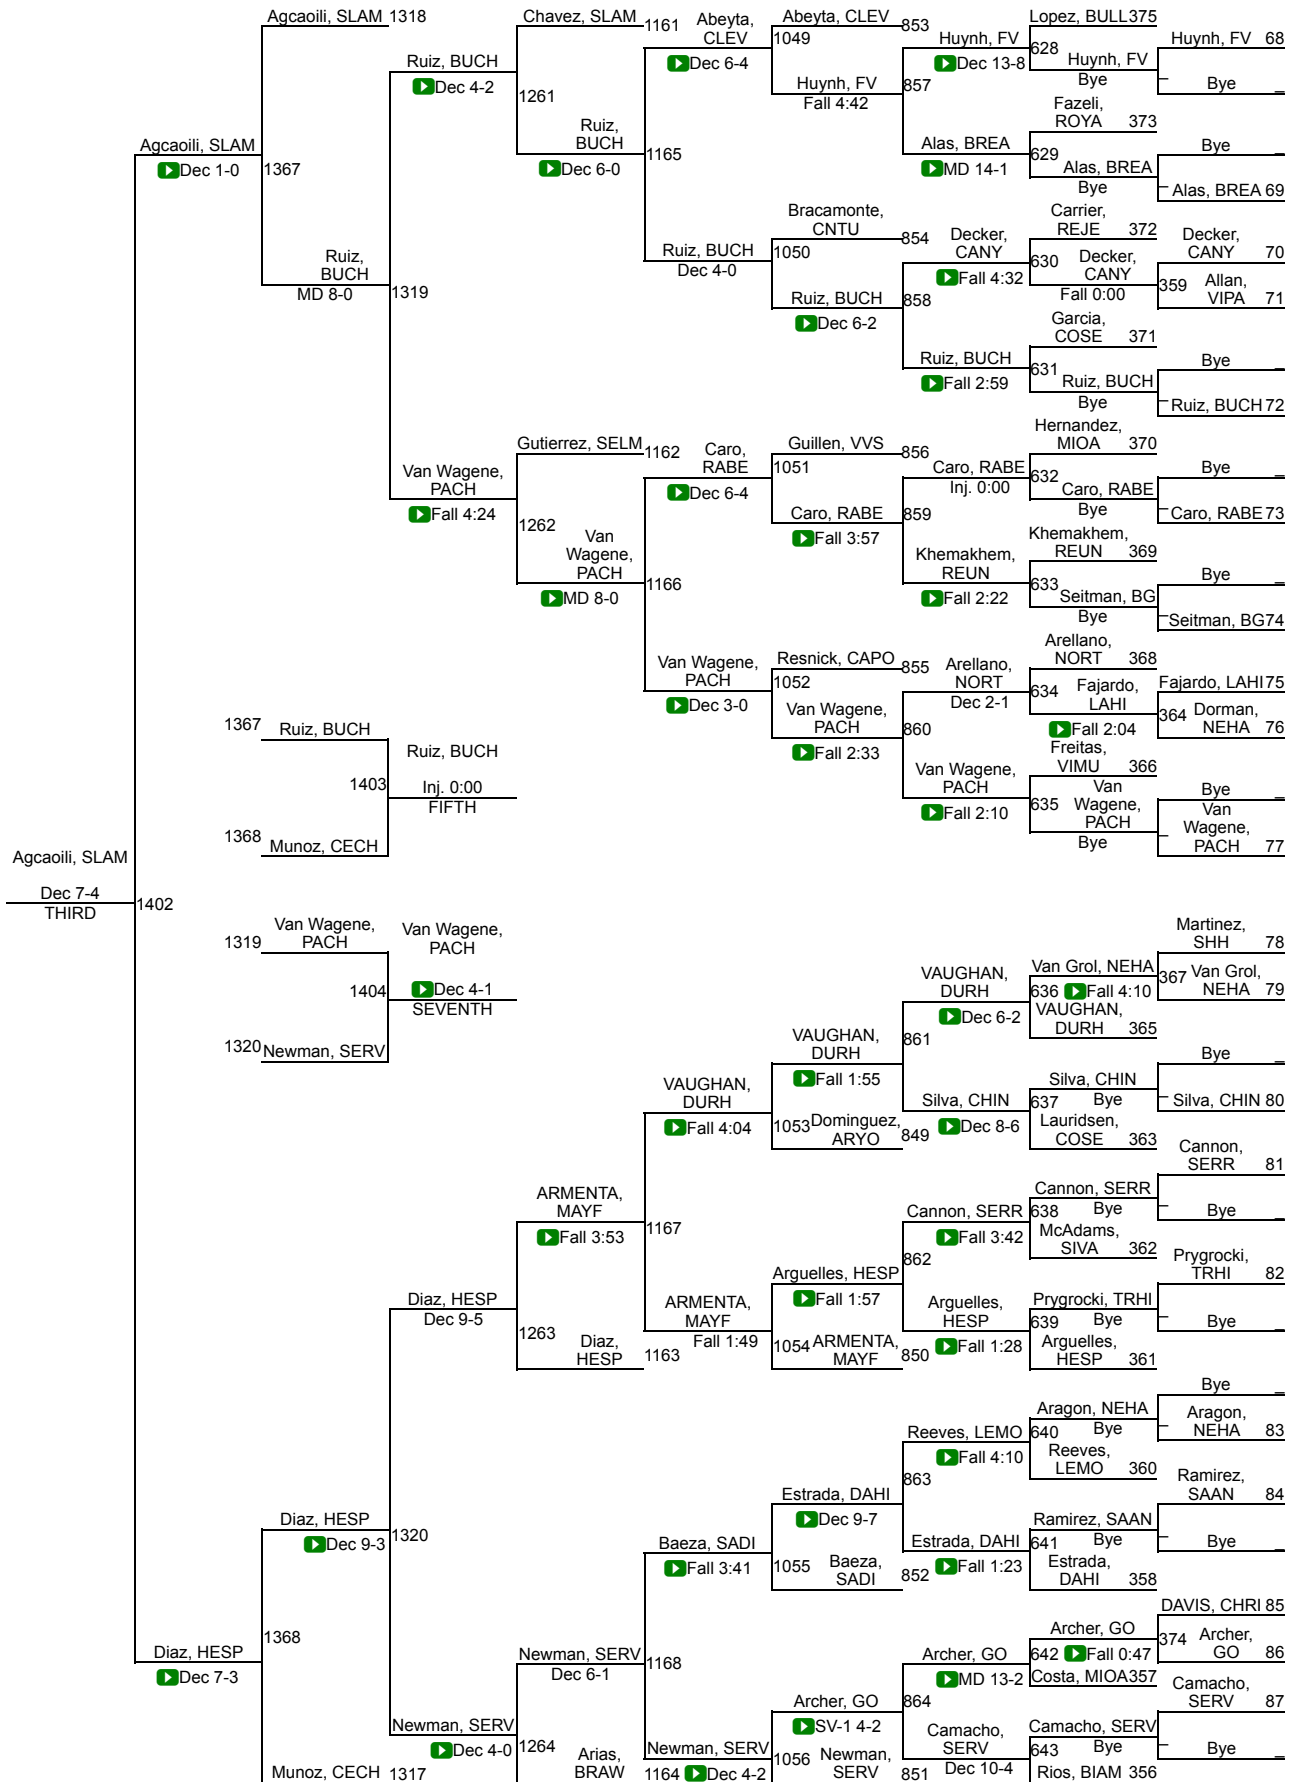 Agcaoili, SLAM 1318
Chavez, SLAM 1161
Abeyta,
CLEV
Dec 6-4
Abeyta, CLEV 853
1049
Huynh, FV 857
Fall 4:42
Huynh, FV
Dec 13-8
Lopez, BULL 375
628
Huynh, FV
Bye
Huynh, FV 68
Bye _
Ruiz, BUCH
Dec 4-2
1261
Ruiz,
BUCH
Dec 6-0
1165
Fazeli,
ROYA 373
Alas, BREA
MD 14-1
629
Alas, BREA
Bye
Bye _
Alas, BREA 69
Agcaoili, SLAM
Dec 1-0
1367
Ruiz,
BUCH
MD 8-0
1319
Ruiz, BUCH
Dec 4-0
Bracamonte,
CNTU 854
1050
Ruiz, BUCH 858
Dec 6-2
Decker,
CANY
Fall 4:32
Carrier,
REJE 372
630
Decker,
CANY
Fall 0:00
Decker,
CANY 70
359
Allan,
VIPA 71
Garcia,
COSE 371
Ruiz, BUCH
Fall 2:59
631
Ruiz, BUCH
Bye
Bye _
Ruiz, BUCH 72
Van Wagene,
PACH
Fall 4:24
Gutierrez, SELM 1162
1262
Van
Wagene,
PACH
MD 8-0
1166
Caro,
RABE
Dec 6-4
Guillen, VVS 856
1051
Caro, RABE 859
Fall 3:57
Caro, RABE
Inj. 0:00
Hernandez,
MIOA 370
632
Caro, RABE
Bye
Bye _
Caro, RABE 73
Khemakhem,
REUN
Fall 2:22
Khemakhem,
REUN 369
633
Seitman, BG
Bye
Bye _
Seitman, BG 74
Van Wagene,
PACH
Dec 3-0
Resnick, CAPO 855
1052
Van Wagene,
PACH
Fall 2:33
860
Arellano,
NORT
Dec 2-1
Arellano,
NORT 368
634
Fajardo,
LAHI
Fall 2:04
Fajardo, LAHI 75
364
Dorman,
NEHA 76
Van Wagene,
PACH
Fall 2:10
Freitas,
VIMU 366
635
Van
Wagene,
PACH
Bye
Bye _
Van
Wagene,
PACH 77
1367 Ruiz, BUCH
1403
Ruiz, BUCH
Inj. 0:00
FIFTH
1368 Munoz, CECH
Agcaoili, SLAM
Dec 7-4
THIRD
1402
1319
Van Wagene,
PACH
1404
Van Wagene,
PACH
Dec 4-1
SEVENTH
1320 Newman, SERV
VAUGHAN,
DURH
Dec 6-2
Van Grol, NEHA
636 Fall 4:10
VAUGHAN,
DURH 365
Martinez,
SHH 78
367
Van Grol,
NEHA 79
VAUGHAN,
DURH
Fall 4:04
VAUGHAN,
DURH
Fall 1:55
861
1053
Dominguez,
ARYO 849
Silva, CHIN
Dec 8-6
Silva, CHIN
637 Bye
Lauridsen,
COSE 363
Bye _
Silva, CHIN 80
ARMENTA,
MAYF
Fall 3:53
1167
Cannon, SERR
Fall 3:42
862
Cannon, SERR
638 Bye
McAdams,
SIVA 362
Cannon,
SERR 81
Bye _
Diaz, HESP
Dec 9-5
1263
Diaz,
HESP 1163
ARMENTA,
MAYF
Fall 1:49
Arguelles, HESP
Fall 1:57
1054
ARMENTA,
MAYF 850
Arguelles,
HESP
Fall 1:28
Prygrocki, TRHI
639 Bye
Arguelles,
HESP 361
Prygrocki,
TRHI 82
Bye _
Reeves, LEMO
Fall 4:10
863
Aragon, NEHA
640 Bye
Reeves,
LEMO 360
Bye _
Aragon,
NEHA 83
Diaz, HESP
Dec 9-3
1320
Baeza, SADI
Fall 3:41
Estrada, DAHI
Dec 9-7
1055
Baeza,
SADI 852
Estrada, DAHI
Fall 1:23
Ramirez, SAAN
641 Bye
Estrada,
DAHI 358
Ramirez,
SAAN 84
Bye _
Diaz, HESP
Dec 7-3
1368
Newman, SERV
Dec 6-1
1168
Archer, GO
MD 13-2
864
Archer, GO
642 Fall 0:47
Costa, MIOA 357
DAVIS, CHRI 85
374
Archer,
GO 86
Newman, SERV
Dec 4-0
1264
Arias,
BRAW 1164
Newman, SERV
Dec 4-2
Archer, GO
SV-1 4-2
1056
Newman,
SERV 851
Camacho,
SERV
Dec 10-4
Camacho, SERV
643 Bye
Rios, BIAM 356
Camacho,
SERV 87
Bye _
Munoz, CECH 1317